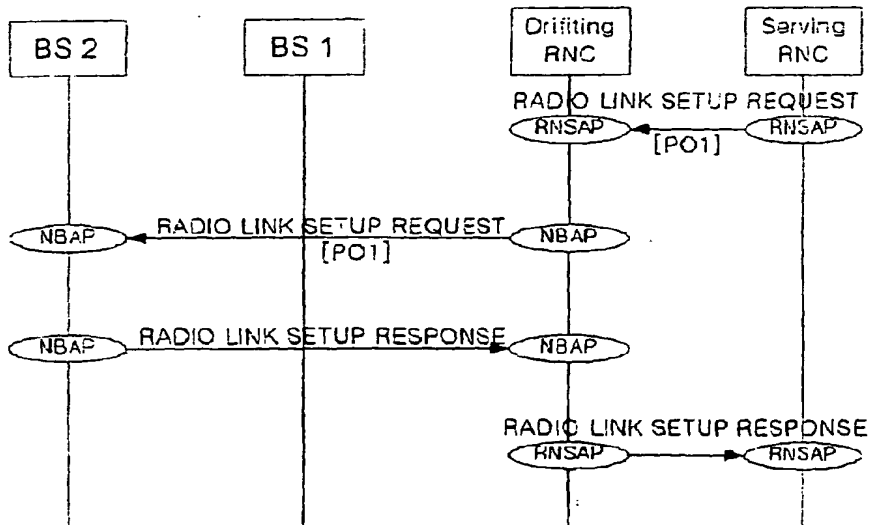 BS 2
BS 1
Drifiting
RNC
Serving
RNC
RADIO LINK SETUP REQUEST
RNSAP
RNSAP
[PO1]
RADIO LINK SETUP REQUEST
NBAP
NBAP
[PO1]
RADIO LINK SETUP RESPONSE
NBAP
NBAP
RADIO LINK SETUP RESPONSE
RNSAP
RNSAP